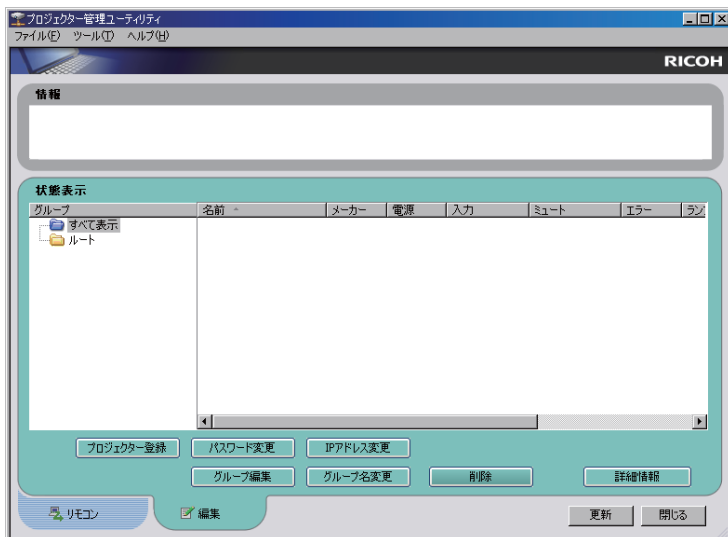 プロジェクター管理ユーティリティ
ファイル(F) ツール(T) ヘルプ(H)
RICOH
情報
状態表示
グループ 名前 メーカー 電源 入力 ミュート エラー ラン
すべて表示
ルート
プロジェクター登録 パスワード変更 IPアドレス変更
グループ編集 グループ名変更 削除 詳細情報
リモコン 編集 更新 閉じる